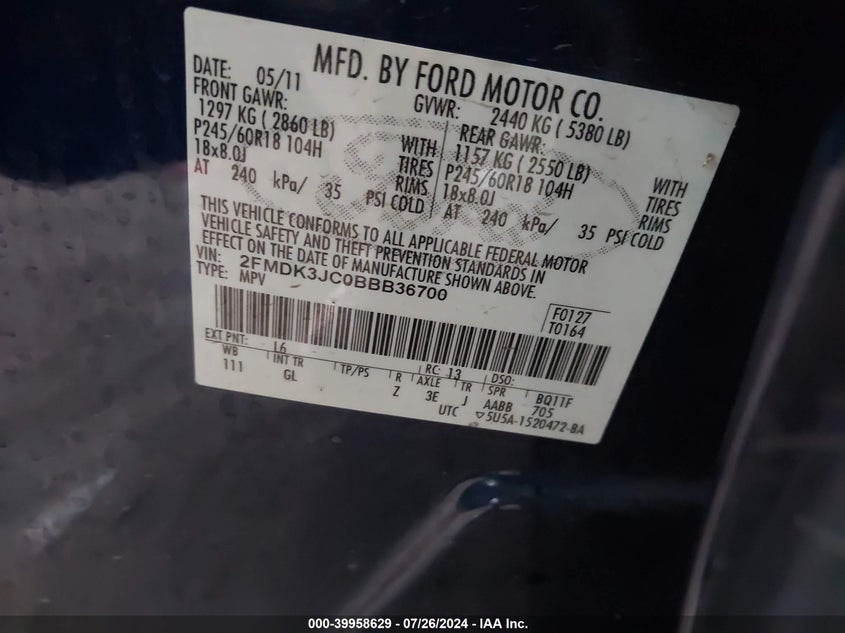 MFD. BY FORD MOTOR CO.
DATE: 05/11 GVWR: 2440 KG ( 5380 LB)
FRONT GAWR: REAR GAWR:
1297 KG ( 2860 LB) WITH 1157 KG ( 2550 LB) WITH
P245/60R18 104H TIRES P245/60R18 104H TIRES
18x8.0J RIMS 18x8.0J RIMS
AT 240 kPa/ 35 PSI COLD AT 240 kPa/ 35 PSI COLD
THIS VEHICLE CONFORMS TO ALL APPLICABLE FEDERAL MOTOR
VEHICLE SAFETY AND THEFT PREVENTION STANDARDS IN
EFFECT ON THE DATE OF MANUFACTURE SHOWN ABOVE.
VIN: 2FMDK3JC0BBB36700
TYPE: MPV
F0127
T0164
EXT PNT: L6 RC: 13 DSO:
WB INT TR TP/PS R AXLE TR SPR BQ11F
111 GL Z 3E J AABB 705
UTC ▽5U5A-1520472-BA
000-39958629 / 07/26/2024 - IAA Inc.